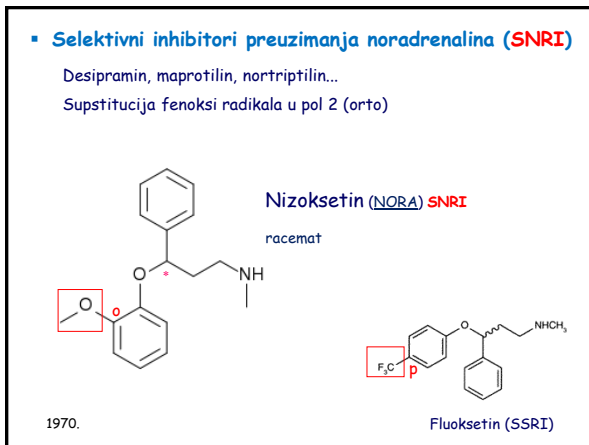 ▪ Selektivni inhibitori preuzimanja noradrenalina (SNRI)
Desipramin, maprotilin, nortriptilin...
Supstitucija fenoksi radikala u pol 2 (orto)
Nizoksetin (NORA) SNRI
racemat
O
*
NH
O
o
O
NHCH₃
F₃C
p
1970.
Fluoksetin (SSRI)